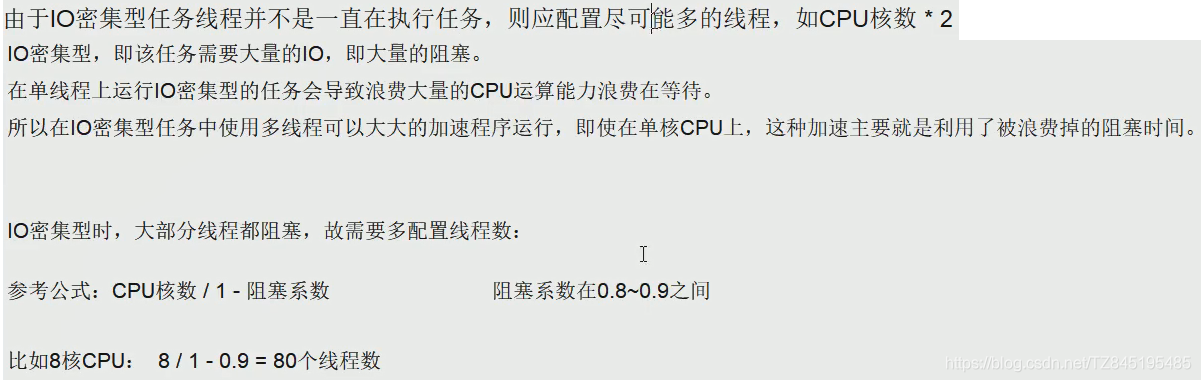 由于IO密集型任务线程并不是一直在执行任务，则应配置尽可能多的线程，如CPU核数 * 2
IO密集型，即该任务需要大量的IO，即大量的阻塞。
在单线程上运行IO密集型的任务会导致浪费大量的CPU运算能力浪费在等待。
所以在IO密集型任务中使用多线程可以大大的加速程序运行，即使在单核CPU上，这种加速主要就是利用了被浪费掉的阻塞时间。
IO密集型时，大部分线程都阻塞，故需要多配置线程数：
参考公式：CPU核数 / 1 - 阻塞系数 阻塞系数在0.8~0.9之间
比如8核CPU： 8 / 1 - 0.9 = 80个线程数
https://blog.csdn.net/TZ845195485